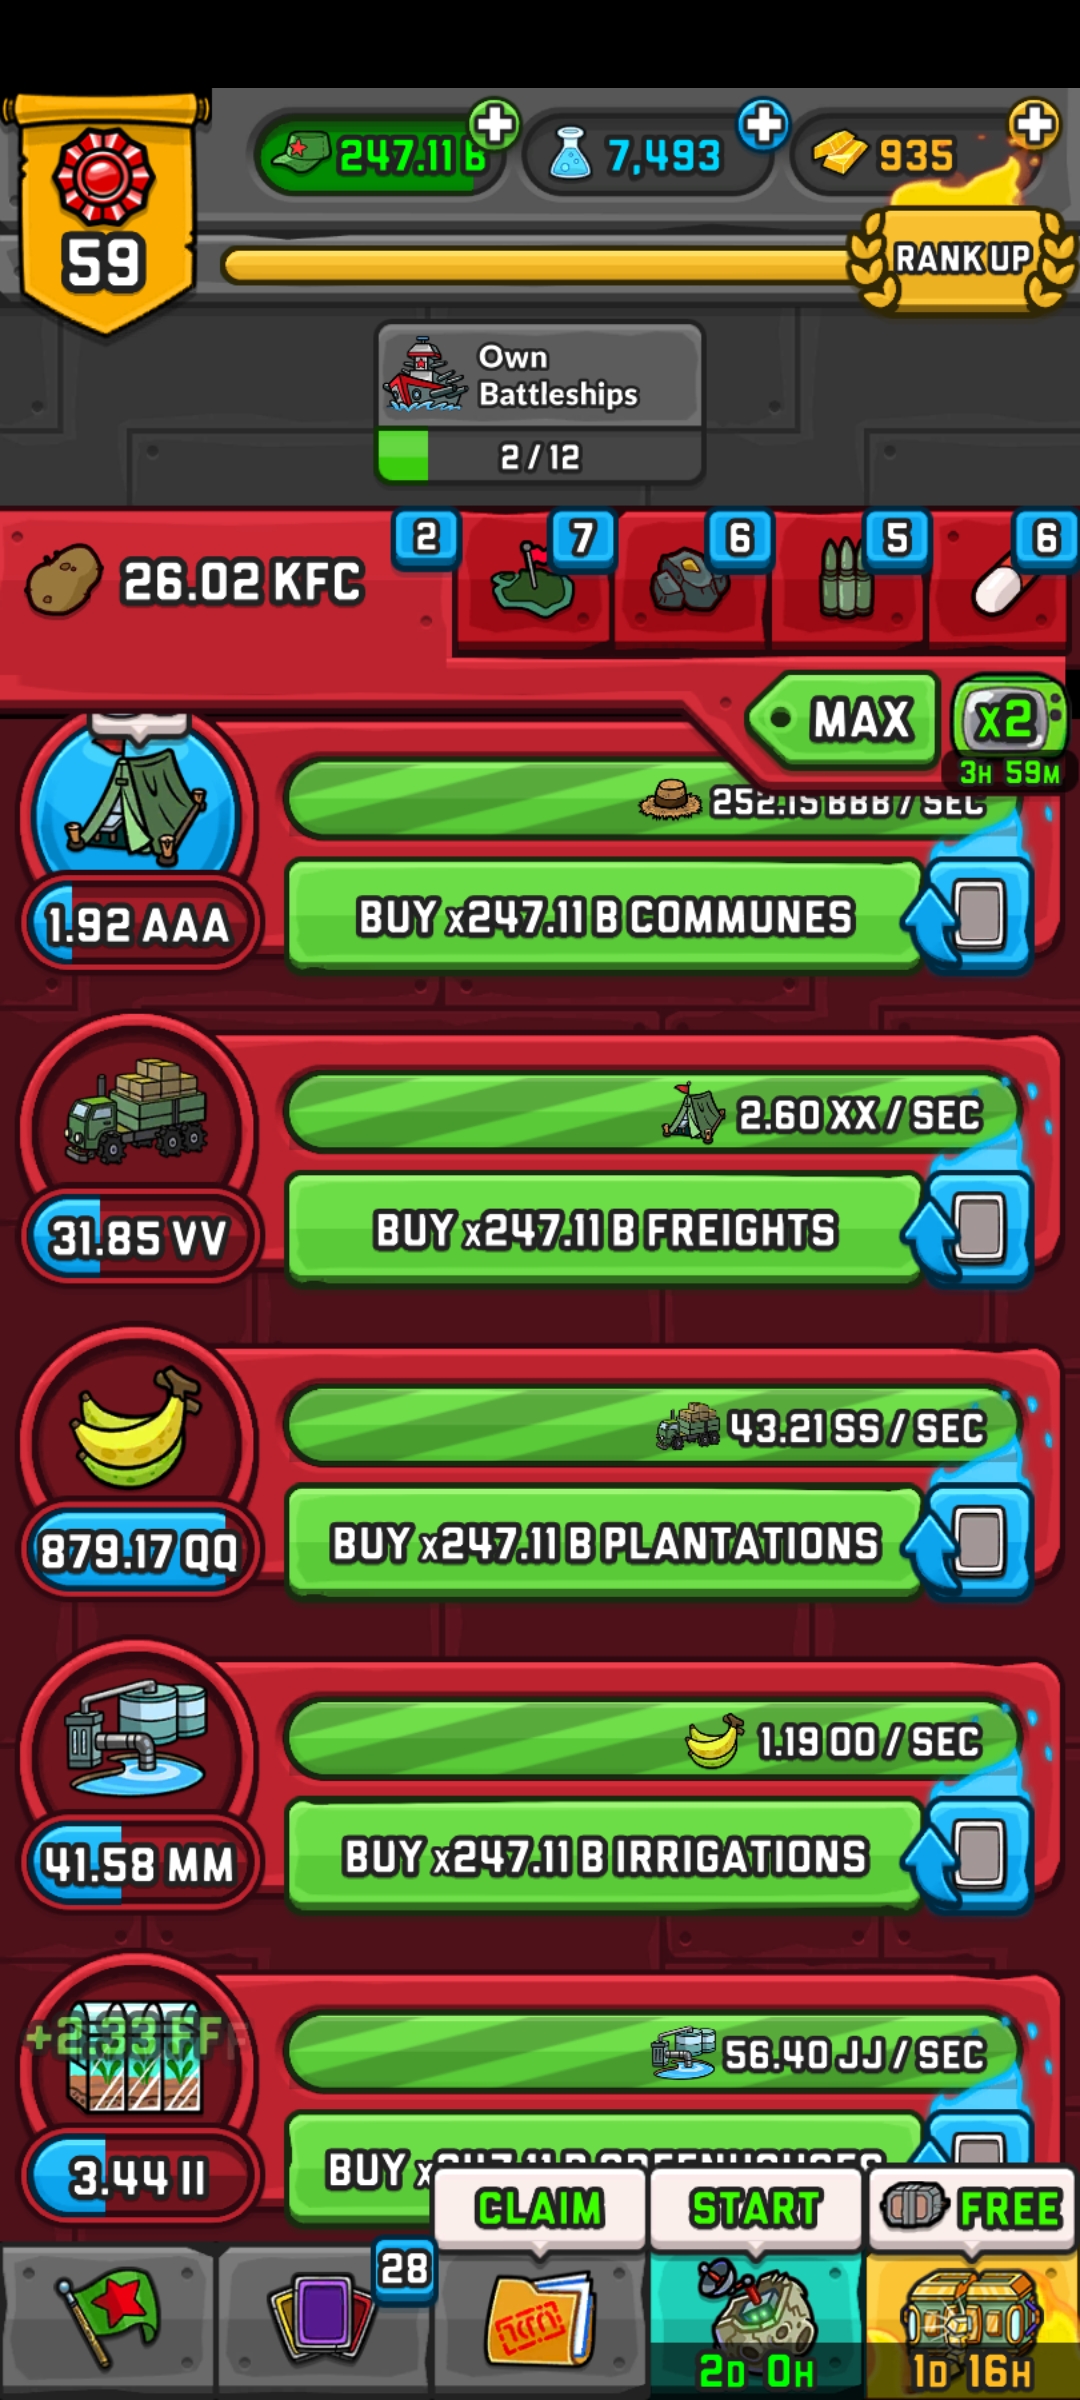 247.11 B
7,493
935
59
RANK UP
Own
Battleships
2 / 12
26.02 KFC
2
7
6
5
6
MAX
x2
3H 59M
252.15 BBB / SEC
1.92 AAA
BUY x247.11 B COMMUNES
2.60 XX / SEC
31.85 VV
BUY x247.11 B FREIGHTS
43.21 SS / SEC
879.17 QQ
BUY x247.11 B PLANTATIONS
1.19 OO / SEC
41.58 MM
BUY x247.11 B IRRIGATIONS
56.40 JJ / SEC
3.44 II
BUY x247.11 B GREENHOUSES
CLAIM
START
FREE
28
2D 0H
1D 16H